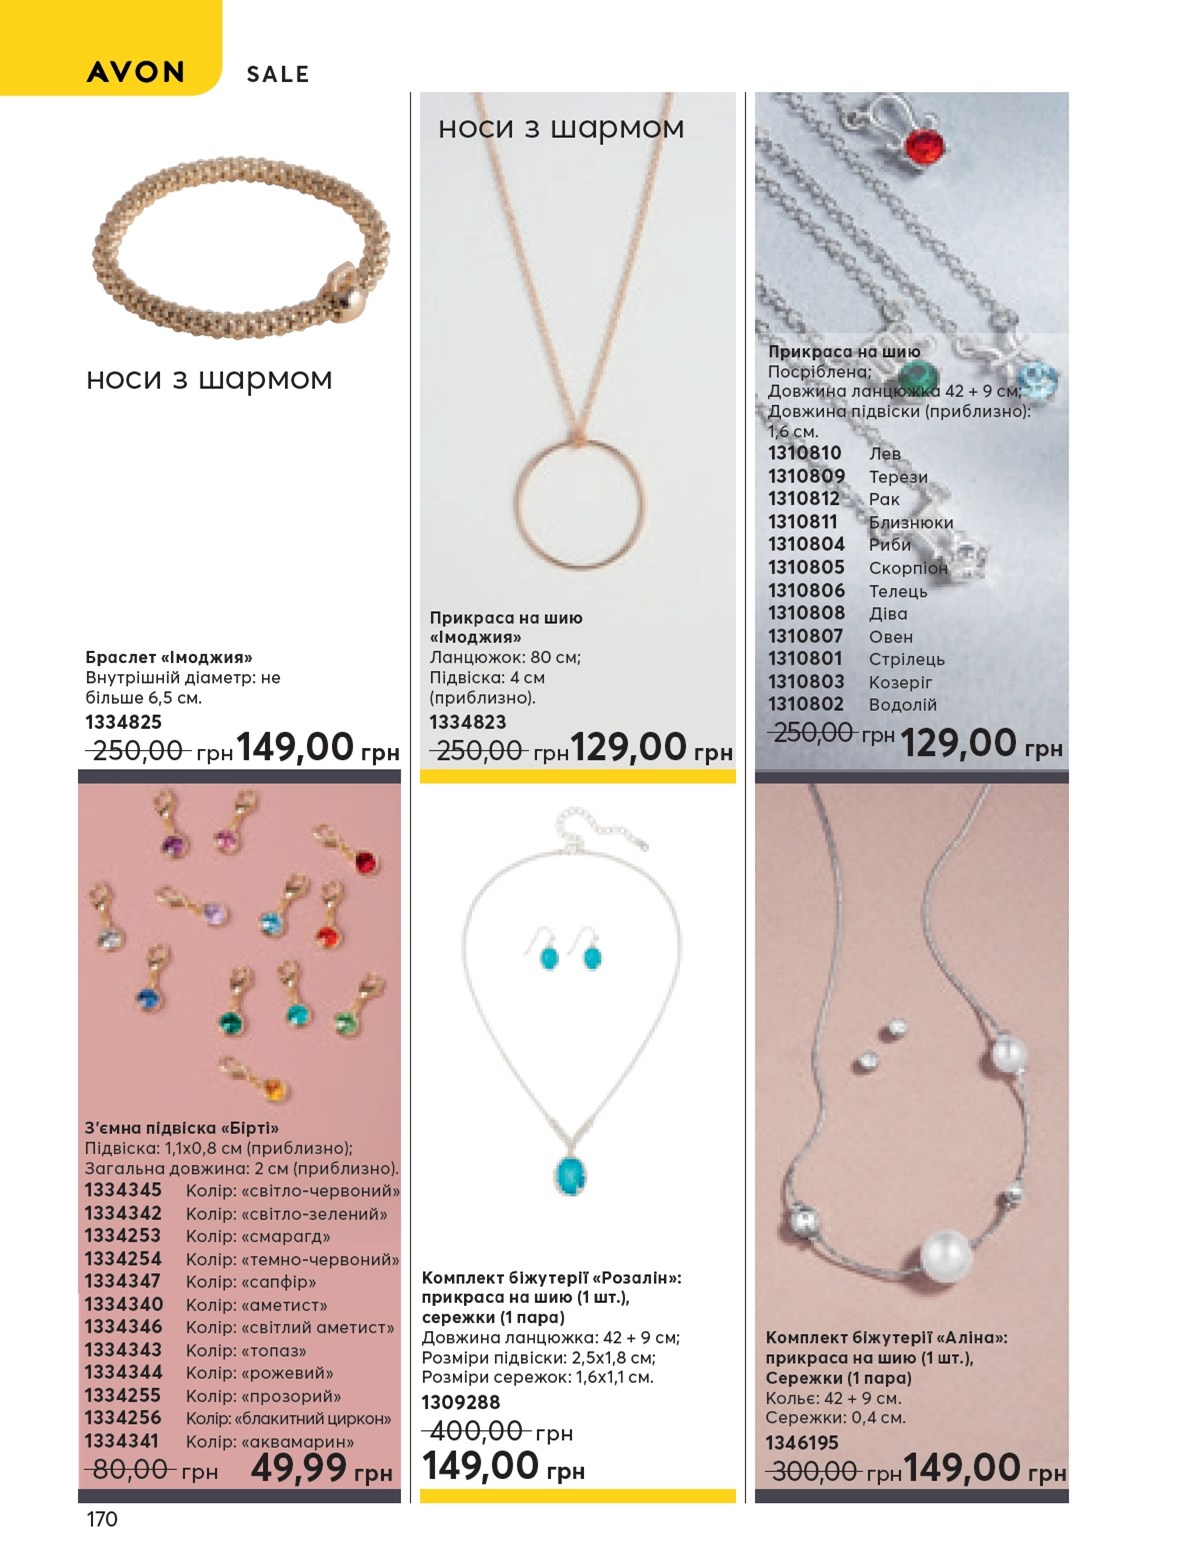 AVON SALE
носи з шармом
Браслет «Імоджия»
Внутрішній діаметр: не
більше 6,5 см.
1334825
250,00 грн 149,00 грн
носи з шармом
Прикраса на шию
«Імоджия»
Ланцюжок: 80 см;
Підвіска: 4 см
(приблизно).
1334823
250,00 грн 129,00 грн
Прикраса на шию
Посріблена;
Довжина ланцюжка 42 + 9 см;
Довжина підвіски (приблизно):
1,6 см.
1310810 Лев
1310809 Терези
1310812 Рак
1310811 Близнюки
1310804 Риби
1310805 Скорпіон
1310806 Телець
1310808 Діва
1310807 Овен
1310801 Стрілець
1310803 Козеріг
1310802 Водолій
250,00 грн 129,00 грн
З'ємна підвіска «Бірті»
Підвіска: 1,1х0,8 см (приблизно);
Загальна довжина: 2 см (приблизно).
1334345 Колір: «світло-червоний»
1334342 Колір: «світло-зелений»
1334253 Колір: «смарагд»
1334254 Колір: «темно-червоний»
1334347 Колір: «сапфір»
1334340 Колір: «аметист»
1334346 Колір: «світлий аметист»
1334343 Колір: «топаз»
1334344 Колір: «рожевий»
1334255 Колір: «прозорий»
1334256 Колір: «блакитний циркон»
1334341 Колір: «аквамарин»
80,00 грн 49,99 грн
Комплект біжутерії «Розалін»:
прикраса на шию (1 шт.),
сережки (1 пара)
Довжина ланцюжка: 42 + 9 см;
Розміри підвіски: 2,5х1,8 см;
Розміри сережок: 1,6х1,1 см.
1309288
400,00 грн
149,00 грн
Комплект біжутерії «Аліна»:
прикраса на шию (1 шт.),
Сережки (1 пара)
Кольє: 42 + 9 см.
Сережки: 0,4 см.
1346195
300,00 грн 149,00 грн
170